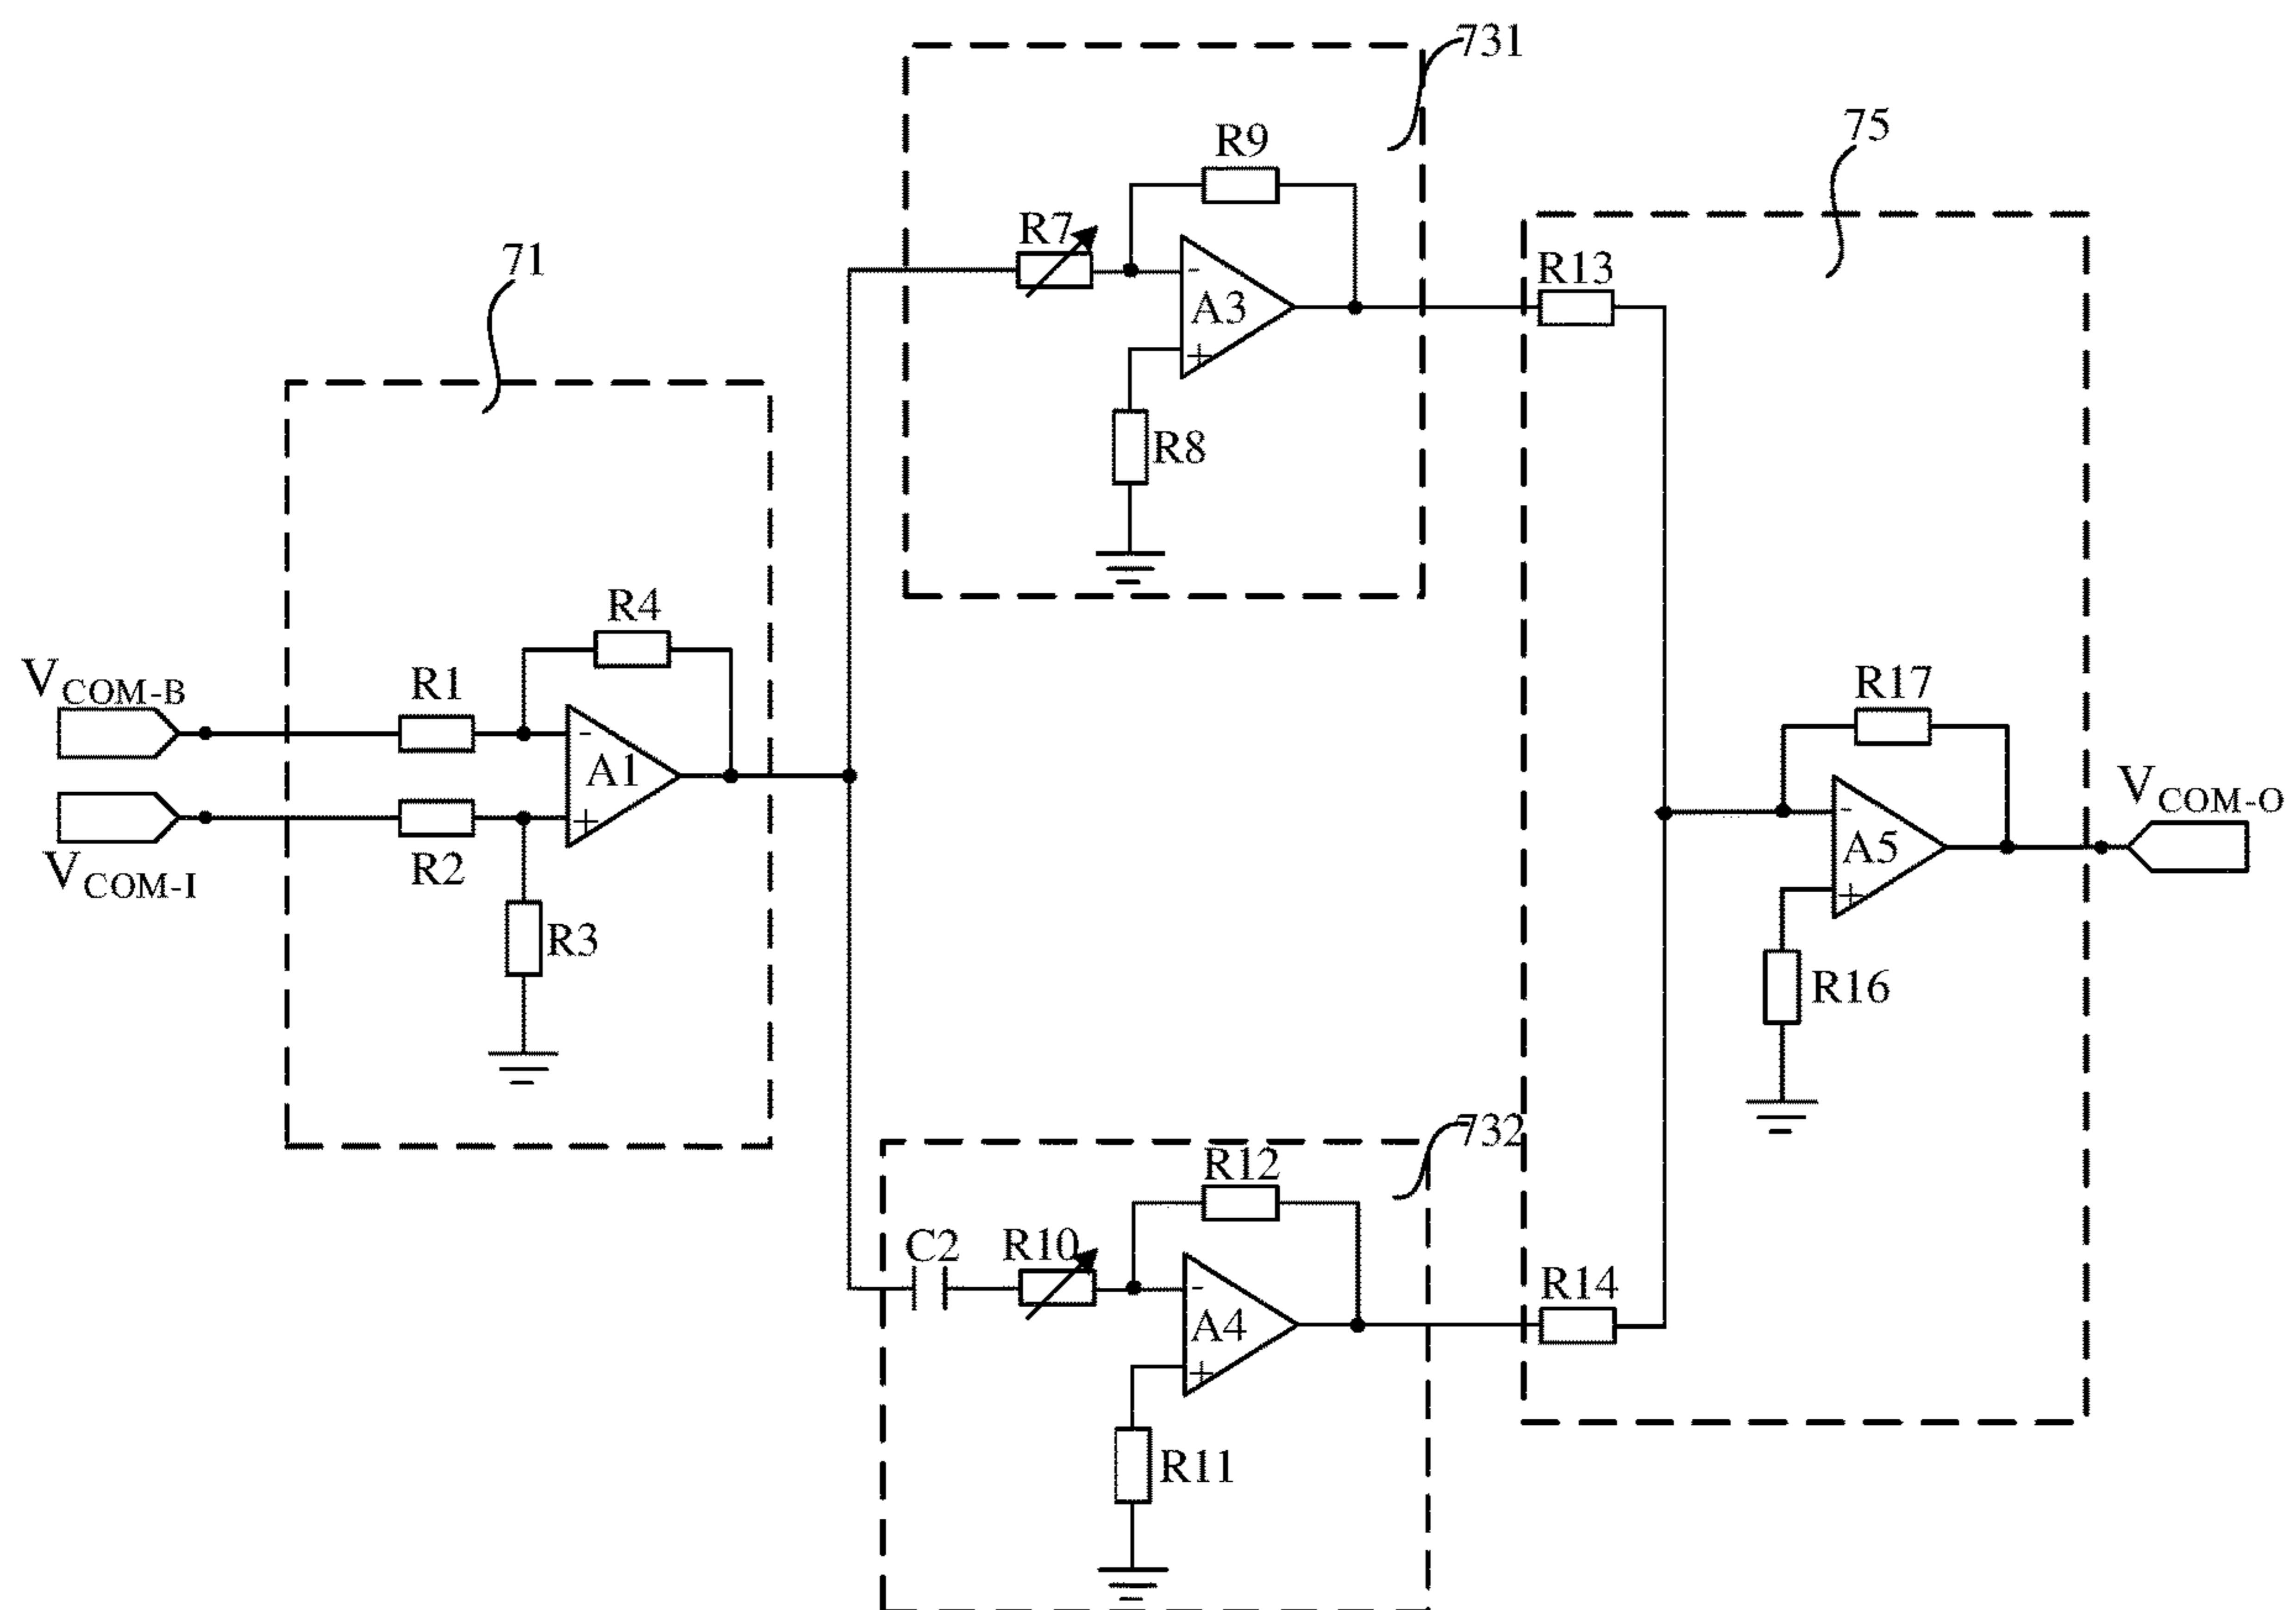 731
75
R9
R7
71
-
A3
+
R13
R8
R4
V_COM-B
R1
R17
-
A1
+
V_COM-I
R2
R3
-
A5
+
V_COM-O
R16
732
R12
C2
R10
-
A4
+
R14
R11